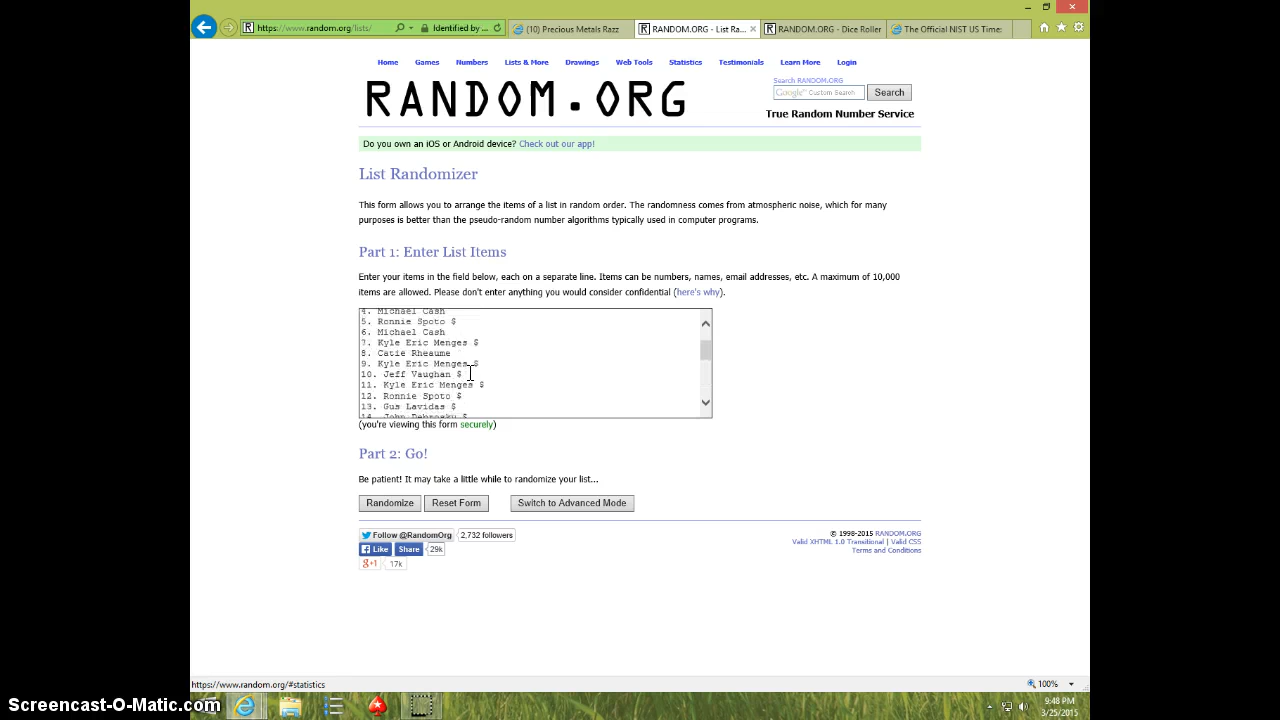 https://www.random.org/lists/
Identified by ...
(10) Precious Metals Razz
RANDOM.ORG - List Ra...
RANDOM.ORG - Dice Roller
The Official NIST US Time:
Home Games Numbers Lists & More Drawings Web Tools Statistics Testimonials Learn More Login
RANDOM.ORG
Search RANDOM.ORG
Google™ Custom Search
Search
True Random Number Service
Do you own an iOS or Android device? Check out our app!
List Randomizer
This form allows you to arrange the items of a list in random order. The randomness comes from atmospheric noise, which for many
purposes is better than the pseudo-random number algorithms typically used in computer programs.
Part 1: Enter List Items
Enter your items in the field below, each on a separate line. Items can be numbers, names, email addresses, etc. A maximum of 10,000
items are allowed. Please don't enter anything you would consider confidential (here's why).
4. Michael Cash
5. Ronnie Spoto $
6. Michael Cash
7. Kyle Eric Menges $
8. Catie Rheaume
9. Kyle Eric Menges $
10. Jeff Vaughan $
11. Kyle Eric Menges $
12. Ronnie Spoto $
13. Gus Lavidas $
14. John Debrosky $
(you're viewing this form securely)
Part 2: Go!
Be patient! It may take a little while to randomize your list...
Randomize Reset Form Switch to Advanced Mode
Follow @RandomOrg 2,732 followers
Like Share 29k
g+1 17k
© 1998-2015 RANDOM.ORG
Valid XHTML 1.0 Transitional | Valid CSS
Terms and Conditions
https://www.random.org/#statistics
100%
Screencast-O-Matic.com
9:48 PM
3/25/2015